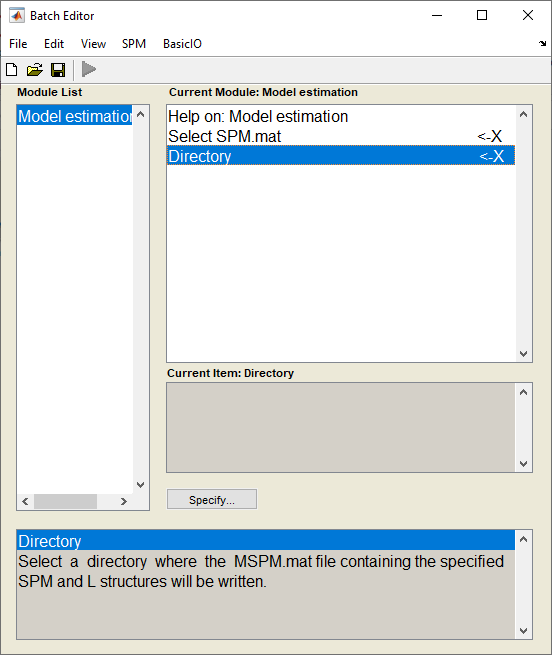 Batch Editor
File Edit View SPM BasicIO
Module List
Current Module: Model estimation
Model estimation
Help on: Model estimation
Select SPM.mat <-X
Directory <-X
Current Item: Directory
Specify...
Directory
Select a directory where the MSPM.mat file containing the specified
SPM and L structures will be written.